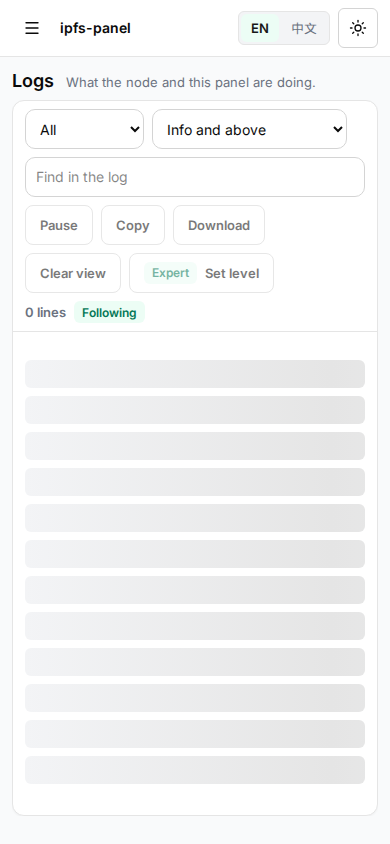 ipfs-panel EN 中文
Logs What the node and this panel are doing.
All Info and above
Find in the log
Pause Copy Download
Clear view Expert Set level
0 lines Following